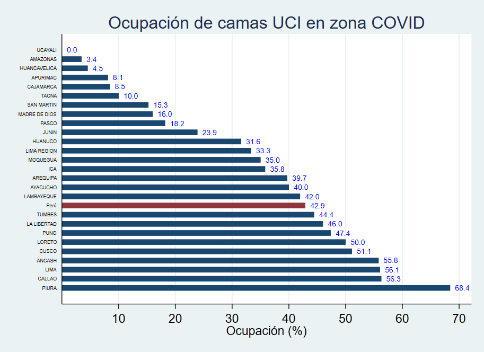 Ocupación de camas UCI en zona COVID
UCAYALI 0.0
AMAZONAS 3.4
HUANCAVELICA 4.5
APURIMAC 8.1
CAJAMARCA 8.5
TACNA 10.0
SAN MARTIN 15.3
MADRE DE DIOS 16.0
PASCO 18.2
JUNIN 23.9
HUANUCO 31.6
LIMA REGION 33.3
MOQUEGUA 35.0
ICA 35.8
AREQUIPA 39.7
AYACUCHO 40.0
LAMBAYEQUE 42.0
Perú 42.9
TUMBES 44.4
LA LIBERTAD 46.0
PUNO 47.4
LORETO 50.0
CUSCO 51.1
ANCASH 55.8
LIMA 56.1
CALLAO 56.3
PIURA 68.4
10 20 30 40 50 60 70
Ocupación (%)